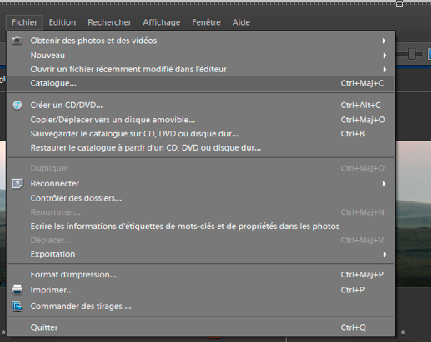 Fichier Edition Rechercher Affichage Fenêtre Aide
Obtenir des photos et des vidéos
Nouveau
Ouvrir un fichier récemment modifié dans l'éditeur
Catalogue... Ctrl+Maj+C
Créer un CD/DVD... Ctrl+Alt+C
Copier/Déplacer vers un disque amovible... Ctrl+Maj+O
Sauvegarder le catalogue sur CD, DVD ou disque dur... Ctrl+B
Restaurer le catalogue à partir d'un CD, DVD ou disque dur...
Dupliquer Ctrl+Maj+D
Reconnecter
Contrôler des dossiers...
Renommer... Ctrl+Maj+N
Ecrire les informations d'étiquettes de mots-clés et de propriétés dans les photos
Déplacer... Ctrl+Maj+V
Exportation
Format d'impression... Ctrl+Maj+P
Imprimer... Ctrl+P
Commander des tirages ...
Quitter Ctrl+Q